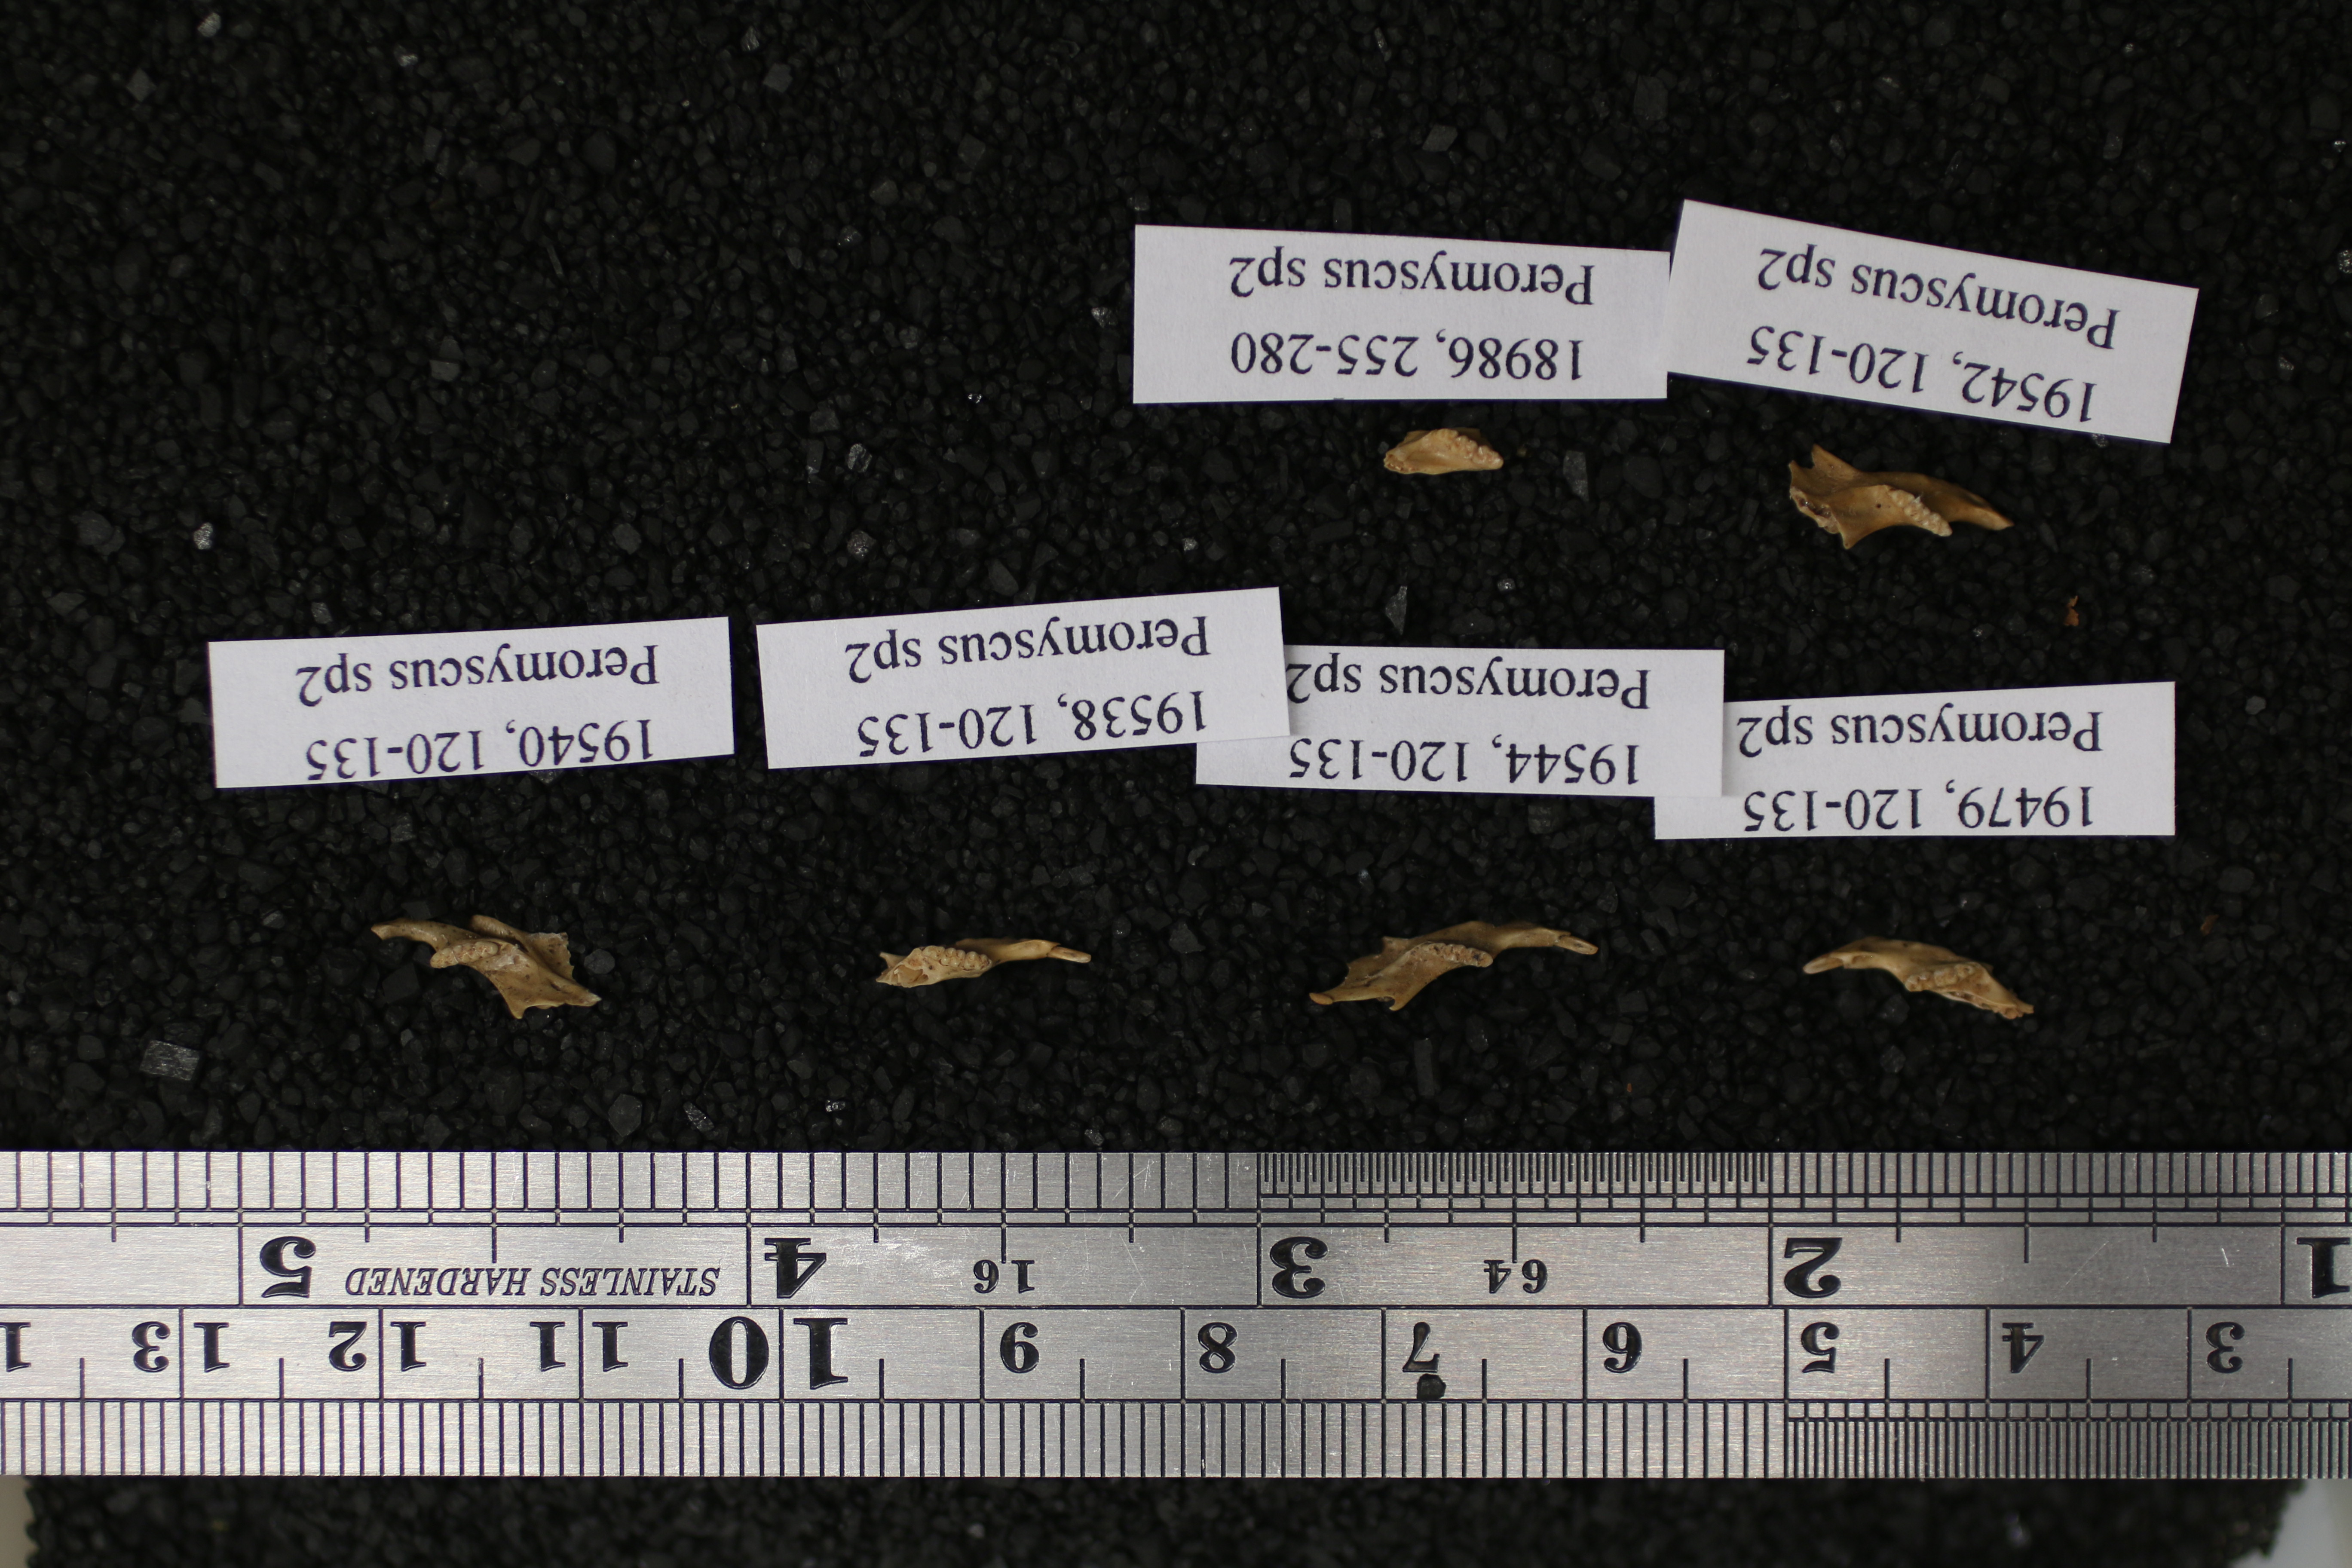 18986, 255-280
Peromyscus sp2
19542, 120-135
Peromyscus sp2
19540, 120-135
Peromyscus sp2
19538, 120-135
Peromyscus sp2
19544, 120-135
Peromyscus sp2
19479, 120-135
Peromyscus sp2
1 2 64 3 16 4 STAINLESS HARDENED 5
3 4 5 6 7 8 9 10 11 12 13